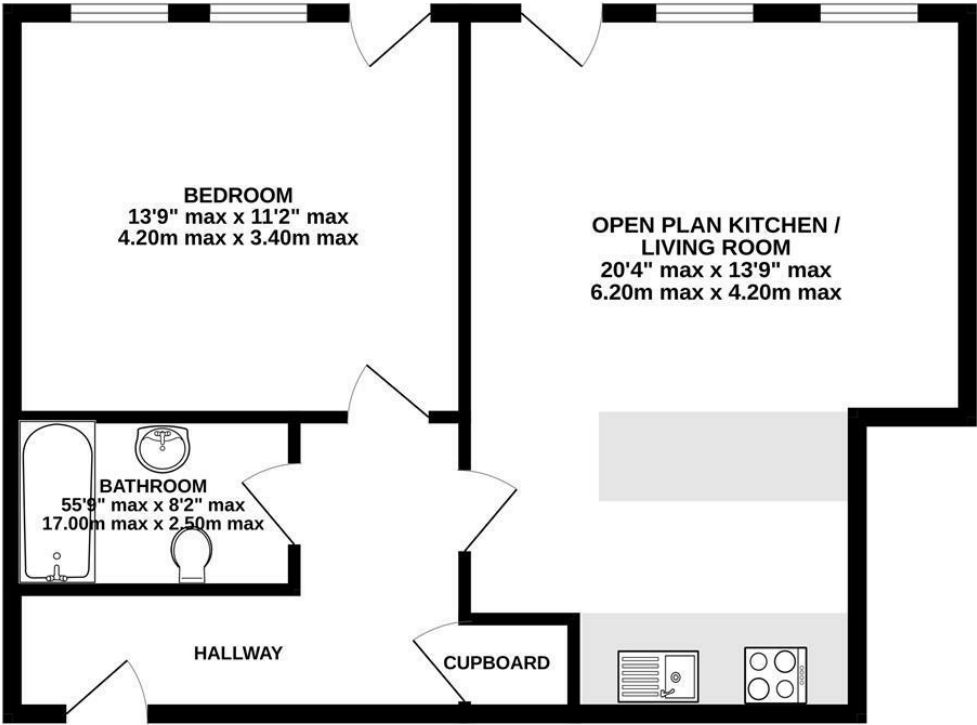 BEDROOM
13'9" max x 11'2" max
4.20m max x 3.40m max
OPEN PLAN KITCHEN /
LIVING ROOM
20'4" max x 13'9" max
6.20m max x 4.20m max
BATHROOM
55'9" max x 8'2" max
17.00m max x 2.50m max
HALLWAY
CUPBOARD